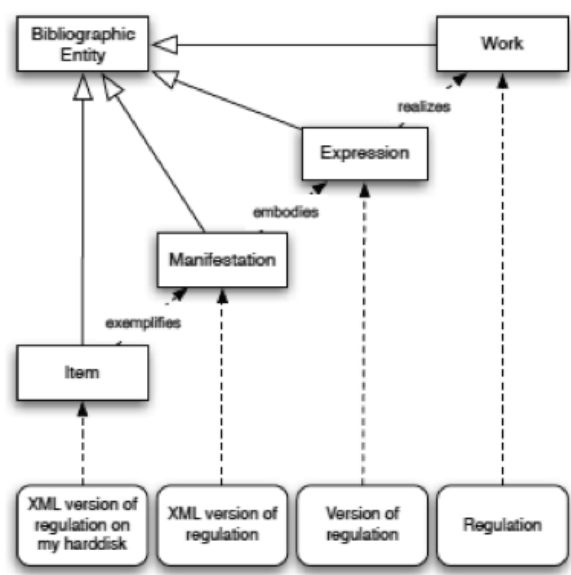 Bibliographic
Entity
Work
realizes
Expression
embodies
Manifestation
exemplifies
Item
XML version of
regulation on
my harddisk
XML version of
regulation
Version of
regulation
Regulation